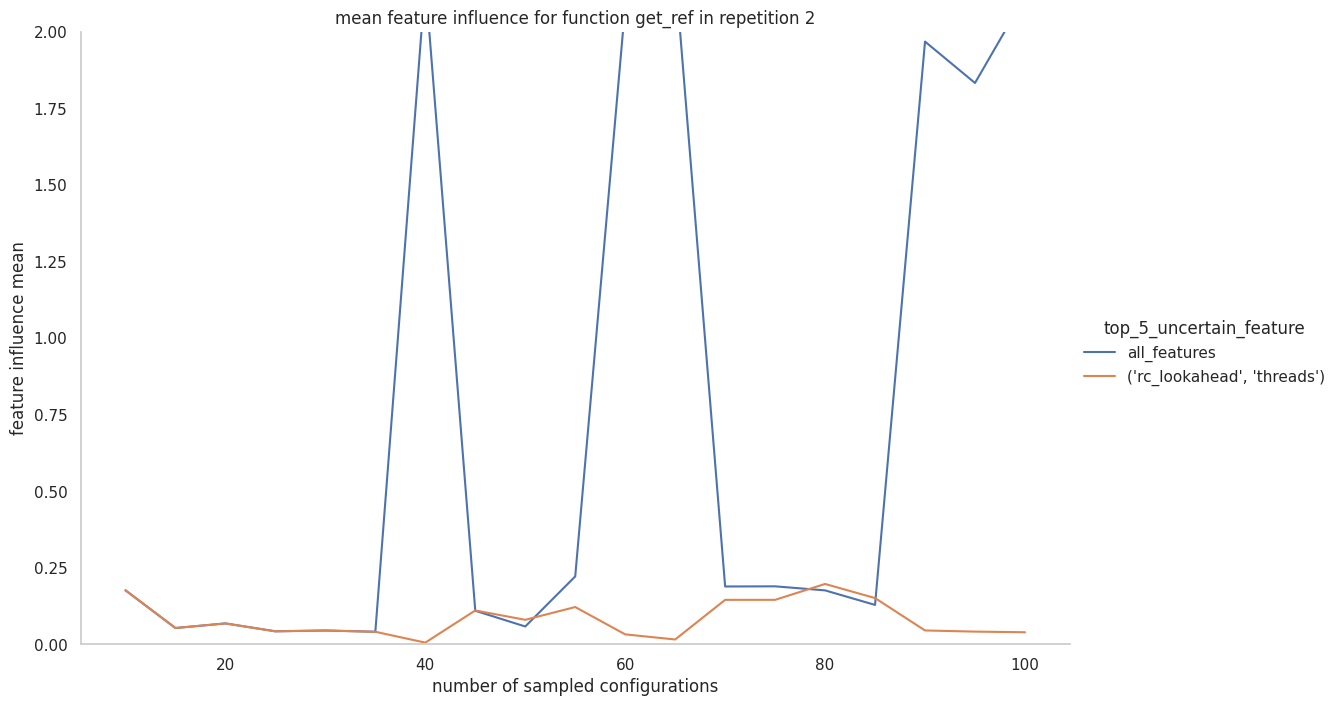 mean feature influence for function get_ref in repetition 2
2.00
1.75
1.50
1.25
1.00
0.75
0.50
0.25
0.00
feature influence mean
20 40 60 80 100
number of sampled configurations
top_5_uncertain_feature
all_features
('rc_lookahead', 'threads')